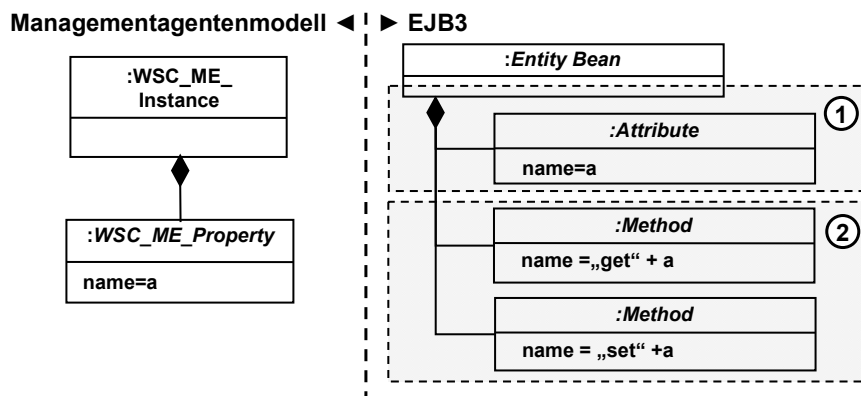 Managementagentenmodell ◄ ► EJB3
:WSC_ME_
Instance
:WSC_ME_Property
name=a
:Entity Bean
1
:Attribute
name=a
2
:Method
name =„get“ + a
:Method
name = „set“ +a